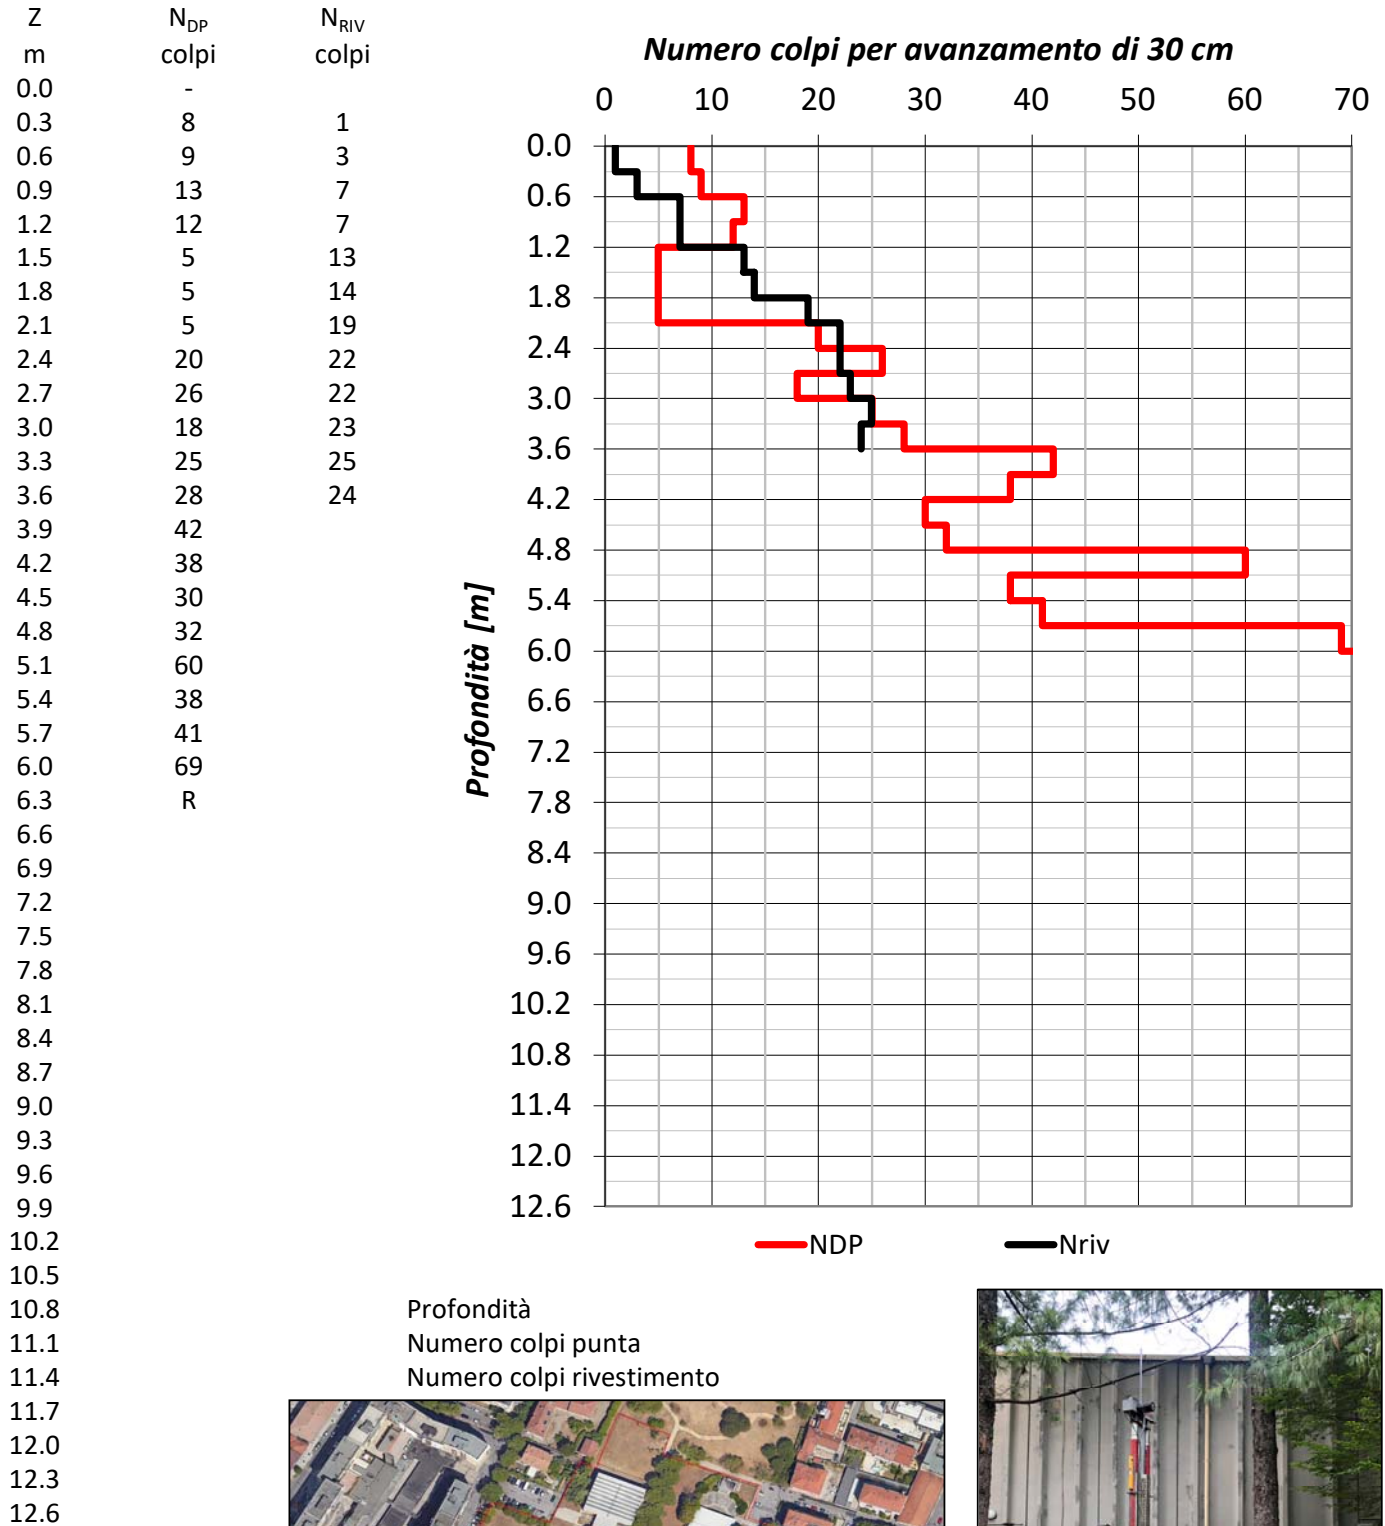 Z N_DP N_RIV
m colpi colpi
0.0 -
0.3 8 1
0.6 9 3
0.9 13 7
1.2 12 7
1.5 5 13
1.8 5 14
2.1 5 19
2.4 20 22
2.7 26 22
3.0 18 23
3.3 25 25
3.6 28 24
3.9 42
4.2 38
4.5 30
4.8 32
5.1 60
5.4 38
5.7 41
6.0 69
6.3 R
6.6
6.9
7.2
7.5
7.8
8.1
8.4
8.7
9.0
9.3
9.6
9.9
10.2
10.5
10.8
11.1
11.4
11.7
12.0
12.3
12.6
Numero colpi per avanzamento di 30 cm
0 10 20 30 40 50 60 70
Profondità [m]
0.0
0.6
1.2
1.8
2.4
3.0
3.6
4.2
4.8
5.4
6.0
6.6
7.2
7.8
8.4
9.0
9.6
10.2
10.8
11.4
12.0
12.6
NDP Nriv
Profondità
Numero colpi punta
Numero colpi rivestimento